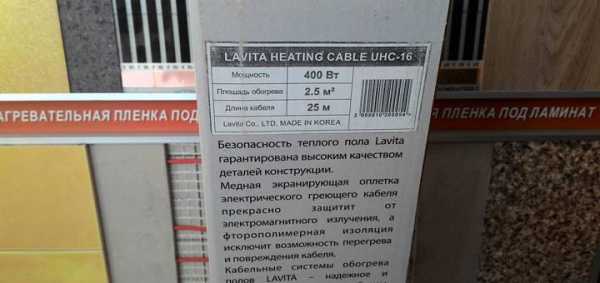 LAVITA HEATING CABLE UHC-16
Мощность 400 Вт
Площадь обогрева 2.5 м²
Длина кабеля 25 м
Lavita Co., LTD. MADE IN KOREA
АГРЕВАТЕЛЬНАЯ ПЛЕНКА ПОД
ПЛЕНКА ПОД ЛАМИНАТ
Безопасность теплого пола Lavita
гарантирована высоким качеством
деталей конструкции.
Медная экранирующая оплетка
электрического греющего кабеля
прекрасно защитит от
электромагнитного излучения, а
фторополимерная изоляция
исключит возможность перегрева
и повреждения кабеля.
Кабельные системы обогрева
полов LAVITA – надежное и